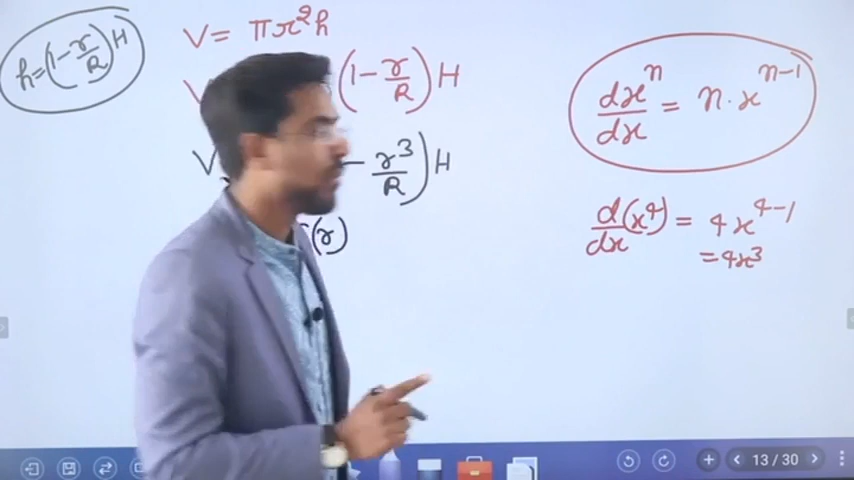 h=(1-r/R)H
V= πr²h
V (1-r/R)H
V - r³/R)H
(r)
dxⁿ/dx = n·xⁿ⁻¹
d/dx(x⁴) = 4x⁴⁻¹
=4x³
13 / 30